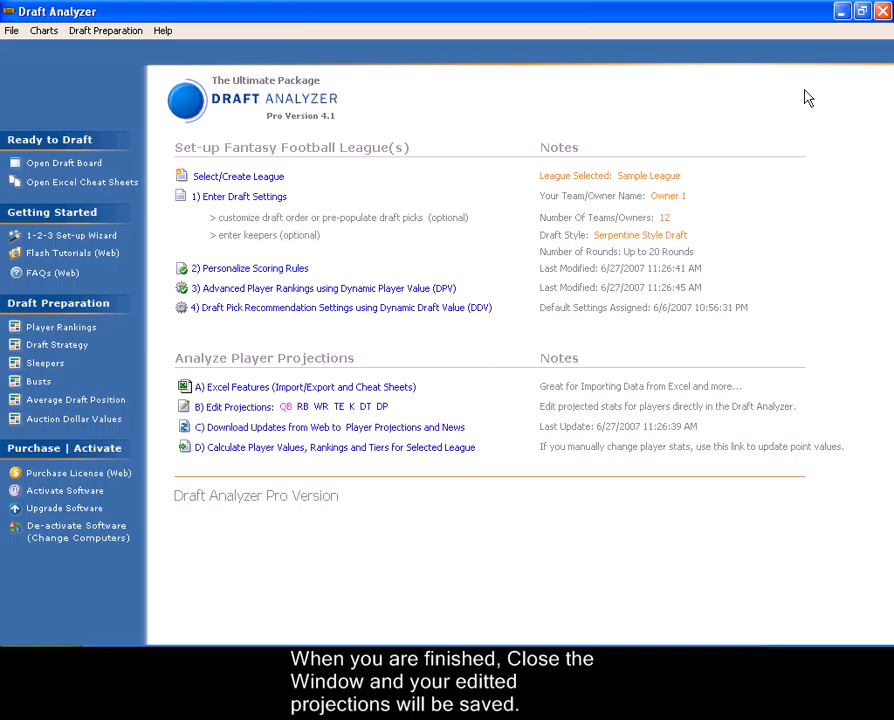 Draft Analyzer
File Charts Draft Preparation Help
The Ultimate Package
DRAFT ANALYZER
Pro Version 4.1
Ready to Draft
Open Draft Board
Open Excel Cheat Sheets
Getting Started
1-2-3 Set-up Wizard
Flash Tutorials (Web)
FAQs (Web)
Draft Preparation
Player Rankings
Draft Strategy
Sleepers
Busts
Average Draft Position
Auction Dollar Values
Purchase | Activate
Purchase License (Web)
Activate Software
Upgrade Software
De-activate Software
(Change Computers)
Set-up Fantasy Football League(s) Notes
Select/Create League League Selected: Sample League
1) Enter Draft Settings Your Team/Owner Name: Owner 1
> customize draft order or pre-populate draft picks (optional) Number Of Teams/Owners: 12
> enter keepers (optional) Draft Style: Serpentine Style Draft
Number of Rounds: Up to 20 Rounds
2) Personalize Scoring Rules Last Modified: 6/27/2007 11:26:41 AM
3) Advanced Player Rankings using Dynamic Player Value (DPV) Last Modified: 6/27/2007 11:26:45 AM
4) Draft Pick Recommendation Settings using Dynamic Draft Value (DDV) Default Settings Assigned: 6/6/2007 10:56:31 PM
Analyze Player Projections Notes
A) Excel Features (Import/Export and Cheat Sheets) Great for Importing Data from Excel and more...
B) Edit Projections: QB RB WR TE K DT DP Edit projected stats for players directly in the Draft Analyzer.
C) Download Updates from Web to Player Projections and News Last Update: 6/27/2007 11:26:39 AM
D) Calculate Player Values, Rankings and Tiers for Selected League If you manually change player stats, use this link to update point values.
Draft Analyzer Pro Version
When you are finished, Close the
Window and your editted
projections will be saved.